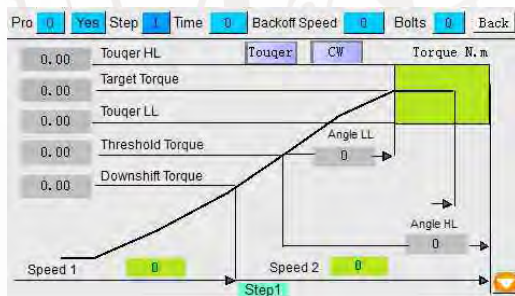 Pro 0 Yes Step 1 Time 0 Backoff Speed 0 Bolts 0 Back
0.00 Touqer HL Touqer CW Torque N.m
0.00 Target Torque
0.00 Touqer LL
Angle LL
0.00 Threshold Torque 0
0.00 Downshift Torque
Angle HL
0
Speed 1 0 Speed 2 0
Step1